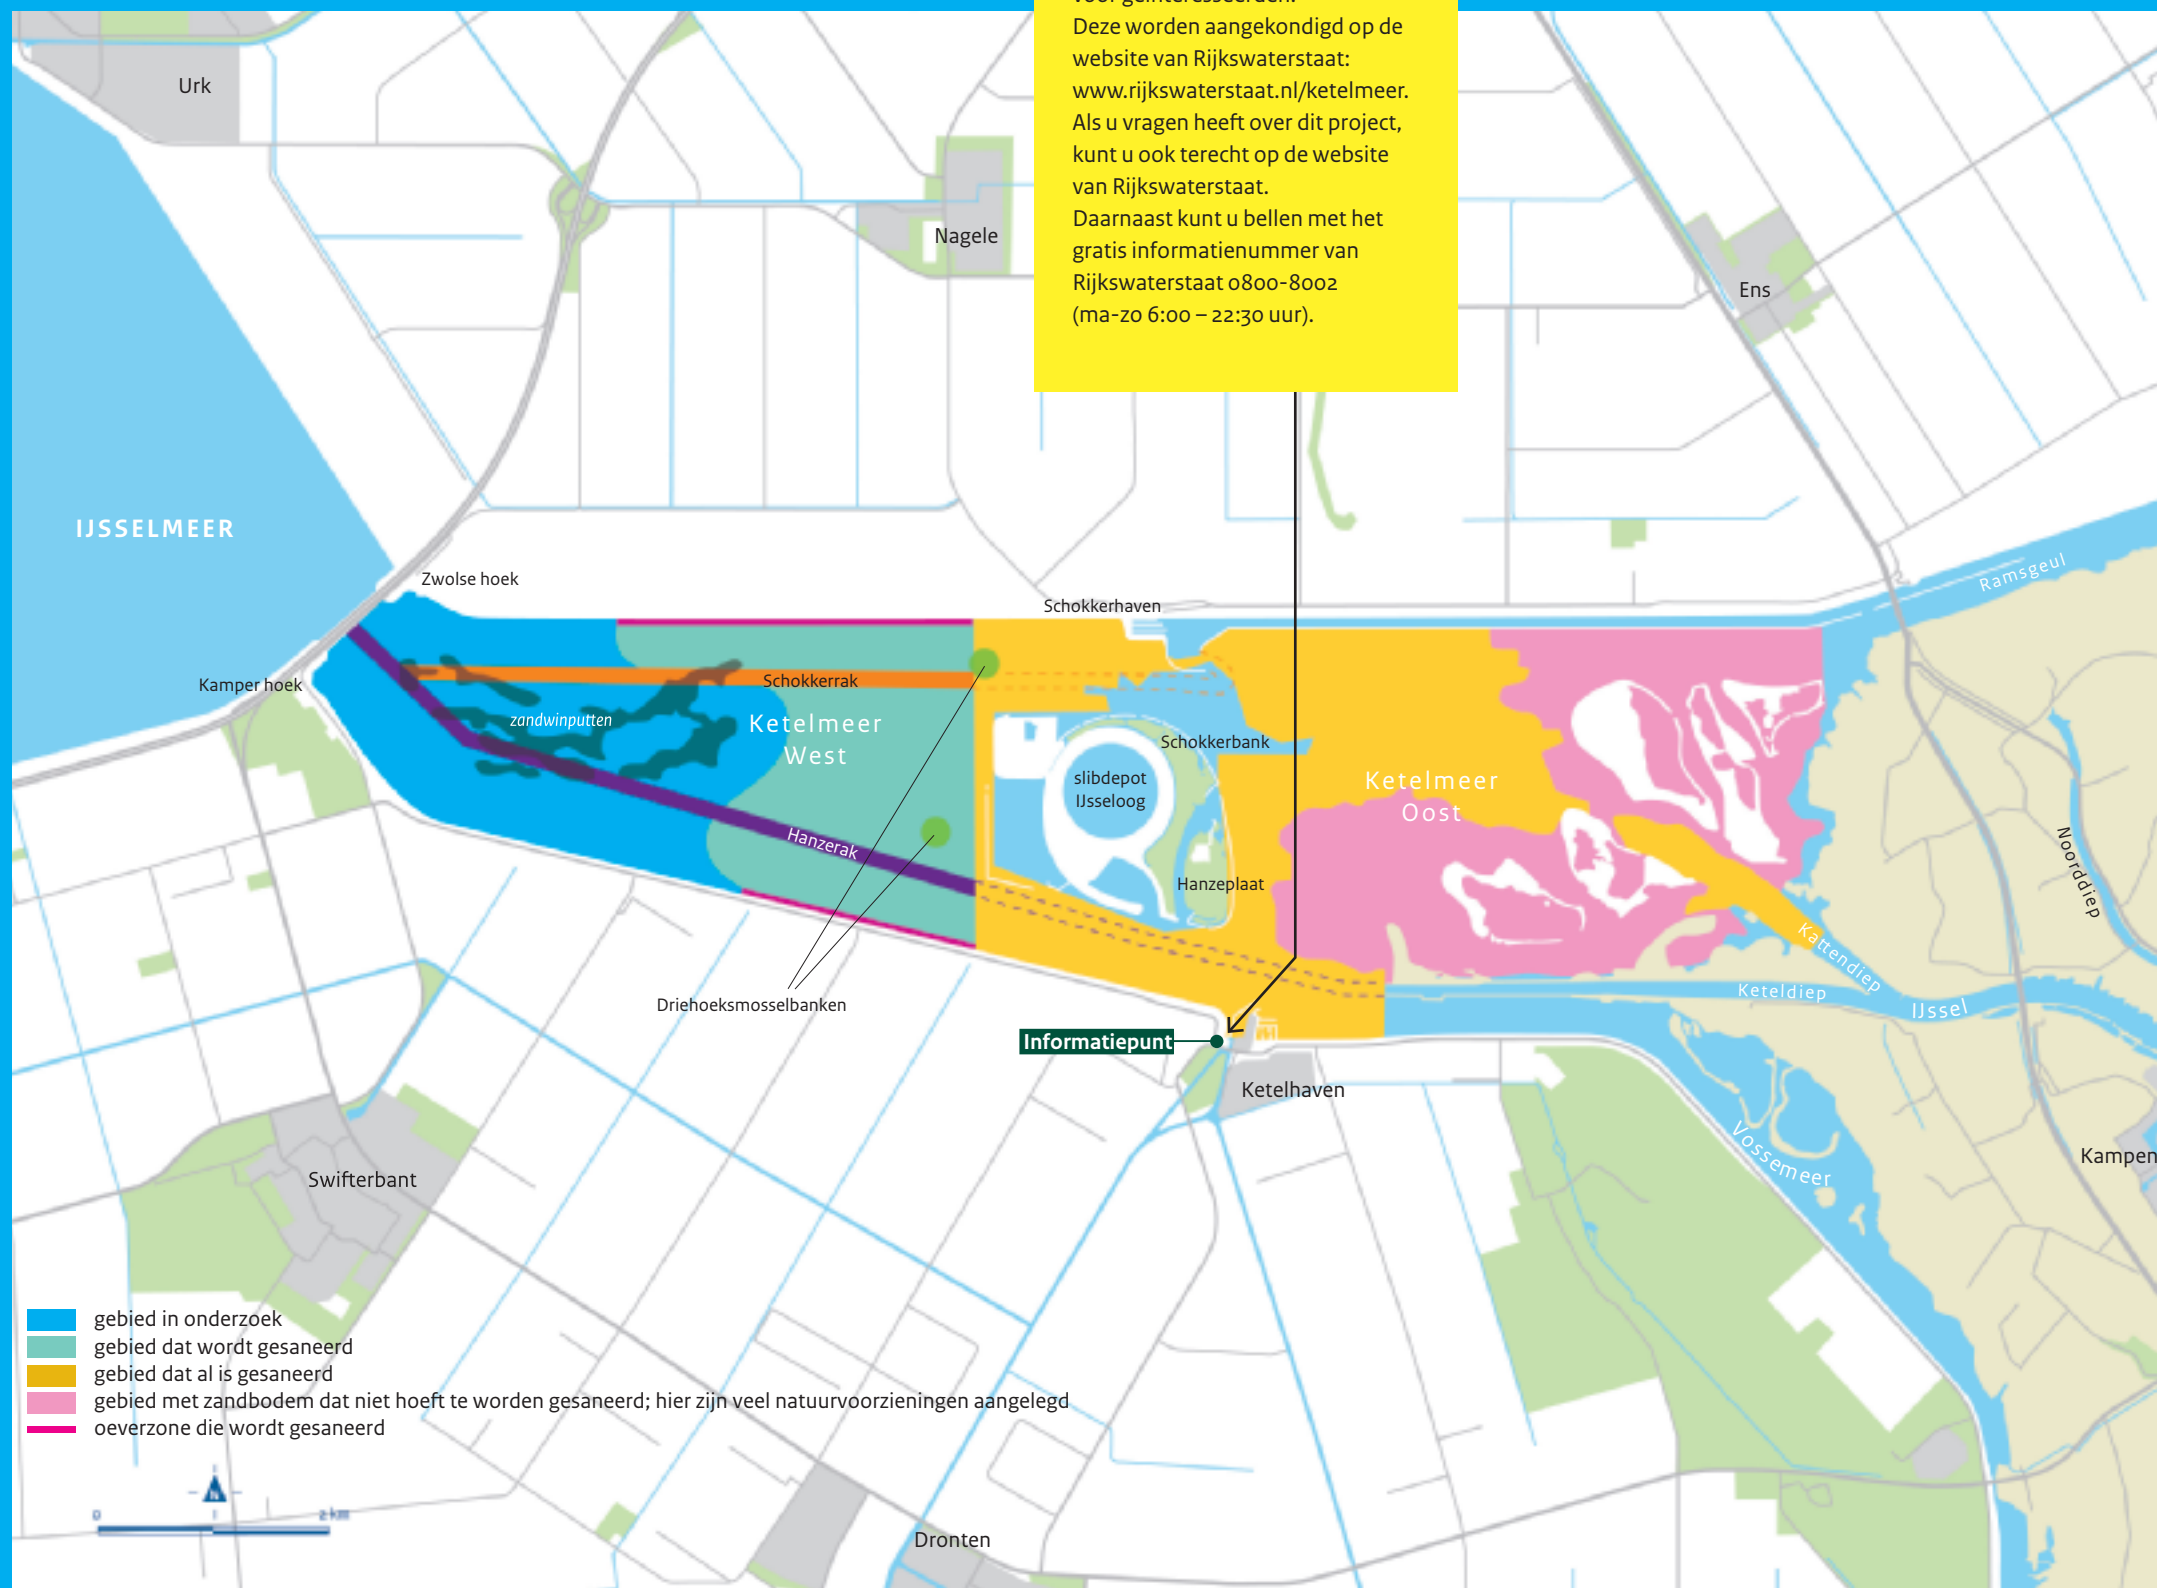 voor geïnteresseerden.
Deze worden aangekondigd op de
website van Rijkswaterstaat:
www.rijkswaterstaat.nl/ketelmeer.
Als u vragen heeft over dit project,
kunt u ook terecht op de website
van Rijkswaterstaat.
Daarnaast kunt u bellen met het
gratis informatienummer van
Rijkswaterstaat 0800-8002
(ma-zo 6:00 – 22:30 uur).
Urk
Nagele
Ens
IJSSELMEER
Zwolse hoek
Ramsgeul
Schokkerhaven
Kamper hoek
Schokkerrak
zandwinputten
Ketelmeer
West
Schokkerbank
slibdepot
IJsseloog
Ketelmeer
Oost
Hanzerak
Hanzeplaat
Noorddiep
Kattendiep
Keteldiep
IJssel
Driehoeksmosselbanken
Informatiepunt
Ketelhaven
Vossemeer
Kampen
Swifterbant
gebied in onderzoek
gebied dat wordt gesaneerd
gebied dat al is gesaneerd
gebied met zandbodem dat niet hoeft te worden gesaneerd; hier zijn veel natuurvoorzieningen aangelegd
oeverzone die wordt gesaneerd
N
0 2 km
Dronten